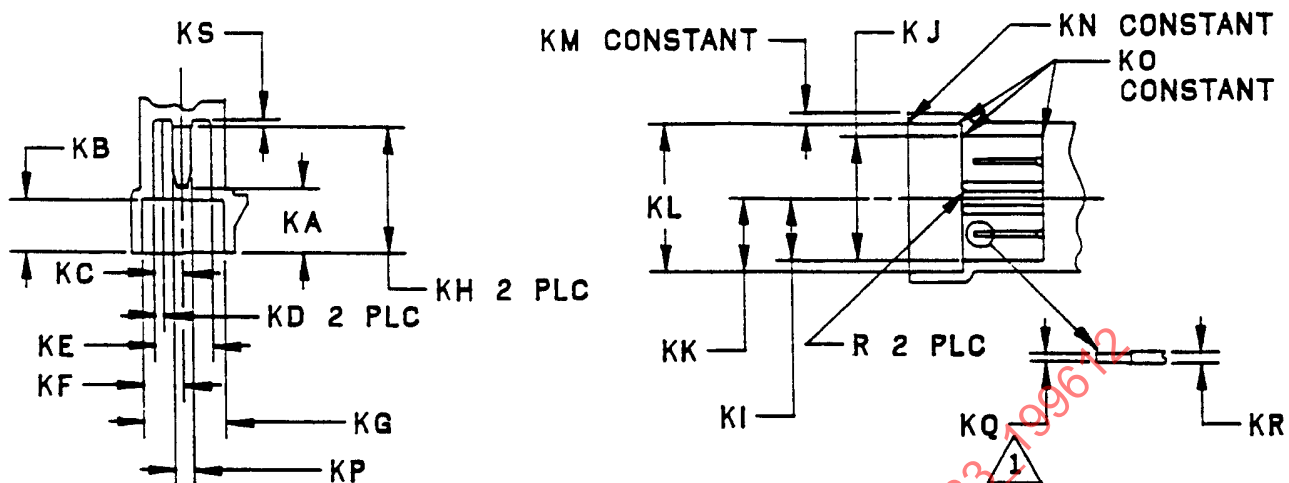 KS
KM CONSTANT
KJ
KN CONSTANT
KO
CONSTANT
KB
KA
KL
KC
KH 2 PLC
KD 2 PLC
KE
KK
R 2 PLC
KF
KI
KG
KQ
KR
KP
1
199612